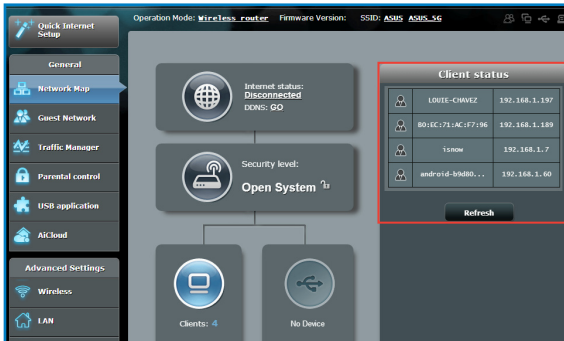 Operation Mode: Wireless router Firmware Version: SSID: ASUS ASUS_5G
Quick Internet
Setup
General
Network Map
Guest Network
Traffic Manager
Parental control
USB application
AiCloud
Advanced Settings
Wireless
LAN
Internet status:
Disconnected
DDNS: GO
Security level:
Open System
Clients: 4
No Device
Client status
LOUIE-CHAVEZ 192.168.1.197
80:EC:71:AC:F7:96 192.168.1.189
isnow 192.168.1.7
android-b9d80... 192.168.1.60
Refresh